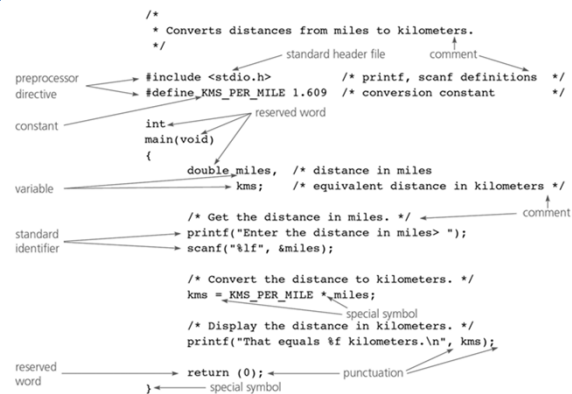 /*
 * Converts distances from miles to kilometers.
 */
standard header file comment
preprocessor directive
#include <stdio.h> /* printf, scanf definitions */
#define KMS_PER_MILE 1.609 /* conversion constant */
reserved word
constant
int
main(void)
{
double miles, /* distance in miles
variable
kms; /* equivalent distance in kilometers */
comment
/* Get the distance in miles. */
standard identifier
printf("Enter the distance in miles> ");
scanf("%lf", &miles);
/* Convert the distance to kilometers. */
kms = KMS_PER_MILE * miles;
special symbol
/* Display the distance in kilometers. */
printf("That equals %f kilometers.\n", kms);
reserved word
return (0); punctuation
} special symbol